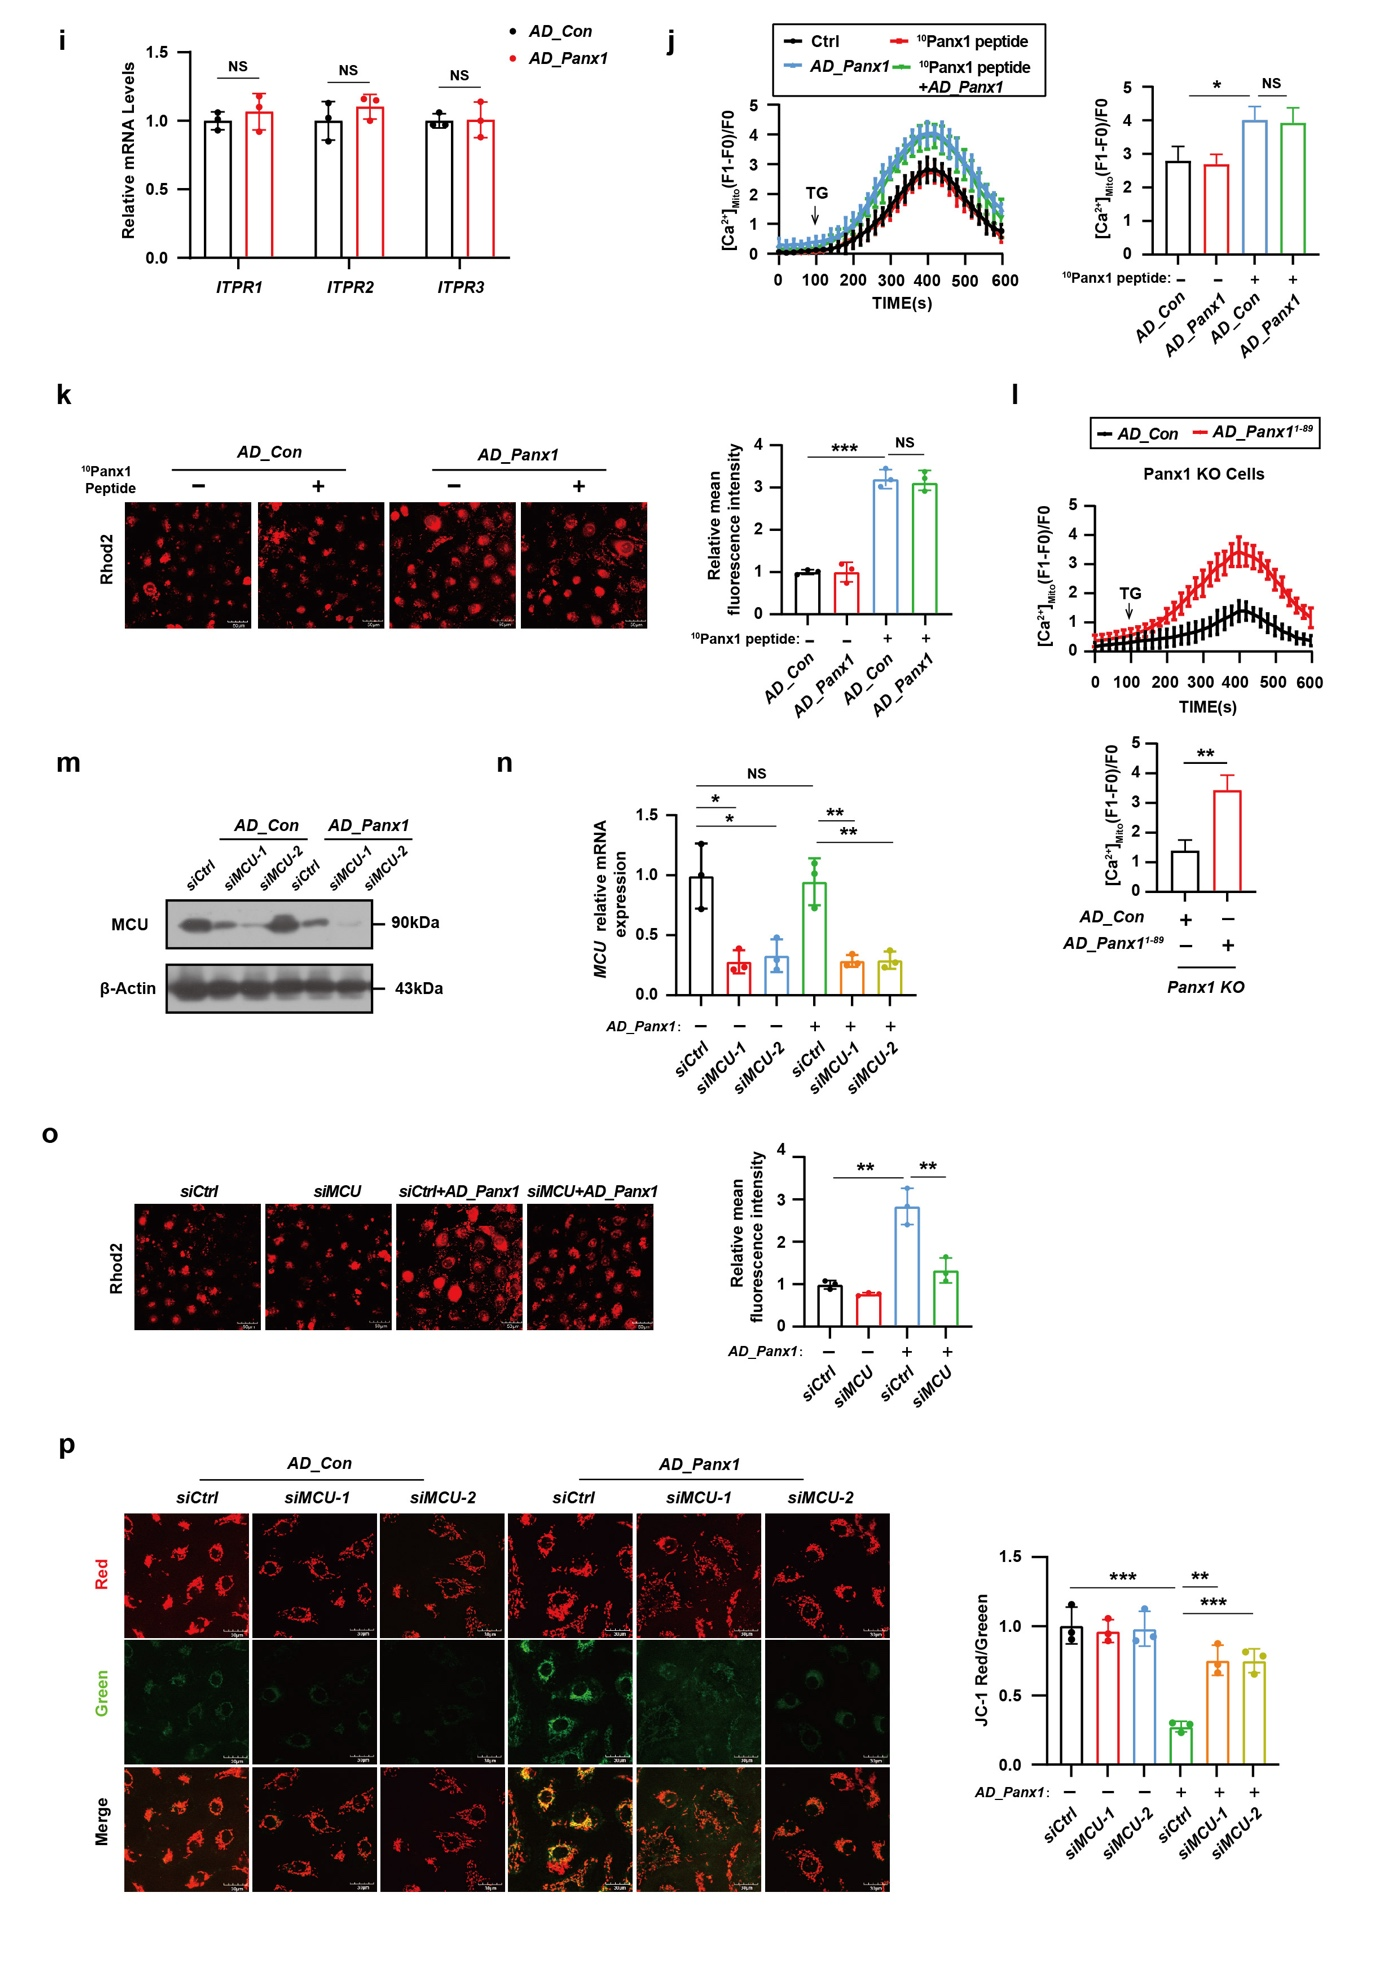 i
AD_Con
AD_Panx1
Relative mRNA Levels
1.5
1.0
0.5
0.0
NS
NS
NS
ITPR1
ITPR2
ITPR3
j
Ctrl
¹⁰Panx1 peptide
AD_Panx1
¹⁰Panx1 peptide
+AD_Panx1
[Ca²⁺]Mito(F1-F0)/F0
5
4
3
2
1
0
TG
0 100 200 300 400 500 600
TIME(s)
[Ca²⁺]Mito(F1-F0)/F0
5
4
3
2
1
0
* NS
¹⁰Panx1 peptide: – – + +
AD_Con
AD_Panx1
AD_Con
AD_Panx1
k
AD_Con
AD_Panx1
¹⁰Panx1
Peptide
– + – +
Rhod2
50μm
Relative mean
fluorescence intensity
4
3
2
1
0
*** NS
¹⁰Panx1 peptide: – – + +
AD_Con
AD_Panx1
AD_Con
AD_Panx1
l
AD_Con
AD_Panx1¹⁻⁸⁹
Panx1 KO Cells
[Ca²⁺]Mito(F1-F0)/F0
5
4
3
2
1
0
TG
0 100 200 300 400 500 600
TIME(s)
[Ca²⁺]Mito(F1-F0)/F0
5
4
3
2
1
0
**
AD_Con + –
AD_Panx1¹⁻⁸⁹ – +
Panx1 KO
m
AD_Con
AD_Panx1
siCtrl
siMCU-1
siMCU-2
siCtrl
siMCU-1
siMCU-2
MCU
90kDa
β-Actin
43kDa
n
MCU relative mRNA
expression
1.5
1.0
0.5
0.0
NS
*
*
**
**
AD_Panx1: – – – + + +
siCtrl
siMCU-1
siMCU-2
siCtrl
siMCU-1
siMCU-2
o
siCtrl
siMCU
siCtrl+AD_Panx1
siMCU+AD_Panx1
Rhod2
Relative mean
fluorescence intensity
4
3
2
1
0
** **
AD_Panx1: – – + +
siCtrl
siMCU
siCtrl
siMCU
p
AD_Con
AD_Panx1
siCtrl
siMCU-1
siMCU-2
siCtrl
siMCU-1
siMCU-2
Red
Green
Merge
JC-1 Red/Green
1.5
1.0
0.5
0.0
*** **
***
AD_Panx1: – – – + + +
siCtrl
siMCU-1
siMCU-2
siCtrl
siMCU-1
siMCU-2